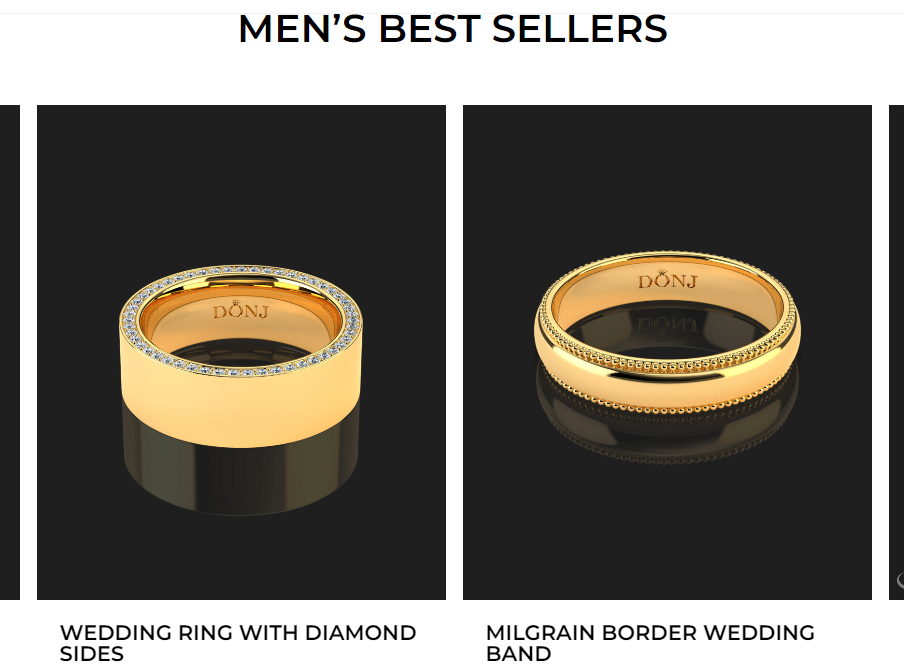 MEN’S BEST SELLERS
DONJ
DONJ
WEDDING RING WITH DIAMOND
SIDES
MILGRAIN BORDER WEDDING
BAND